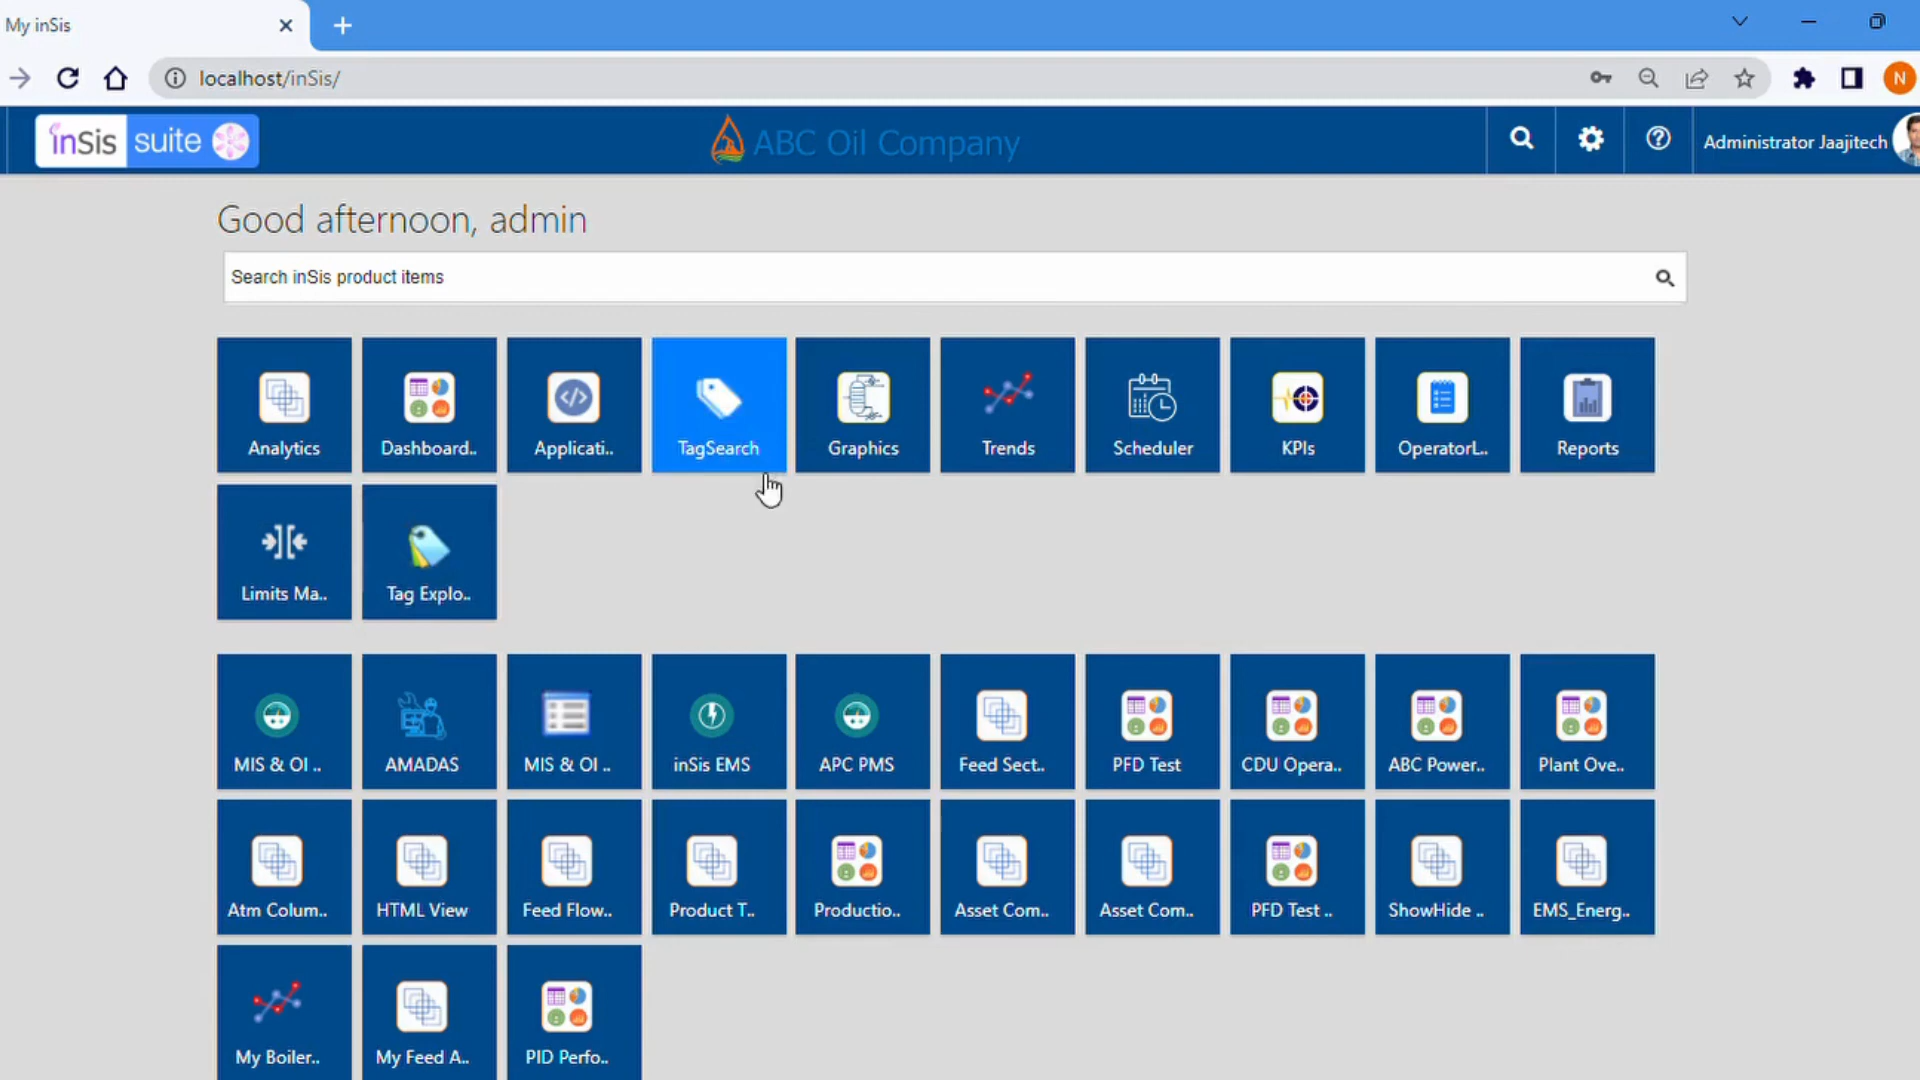 My inSis
localhost/inSis/
N
inSis suite
ABC Oil Company
Administrator Jaajitech
Good afternoon, admin
Search inSis product items
Analytics
Dashboard..
Applicati..
TagSearch
Graphics
Trends
Scheduler
KPIs
OperatorL..
Reports
Limits Ma..
Tag Explo..
MIS & OI ..
AMADAS
MIS & OI ..
inSis EMS
APC PMS
Feed Sect..
PFD Test
CDU Opera..
ABC Power..
Plant Ove..
Atm Colum..
HTML View
Feed Flow..
Product T..
Productio..
Asset Com..
Asset Com..
PFD Test ..
ShowHide ..
EMS_Energ..
My Boiler..
My Feed A..
PID Perfo..